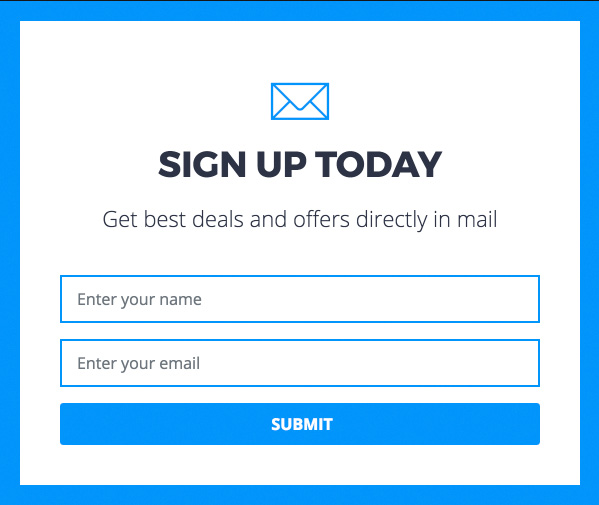 SIGN UP TODAY
Get best deals and offers directly in mail
Enter your name
Enter your email
SUBMIT